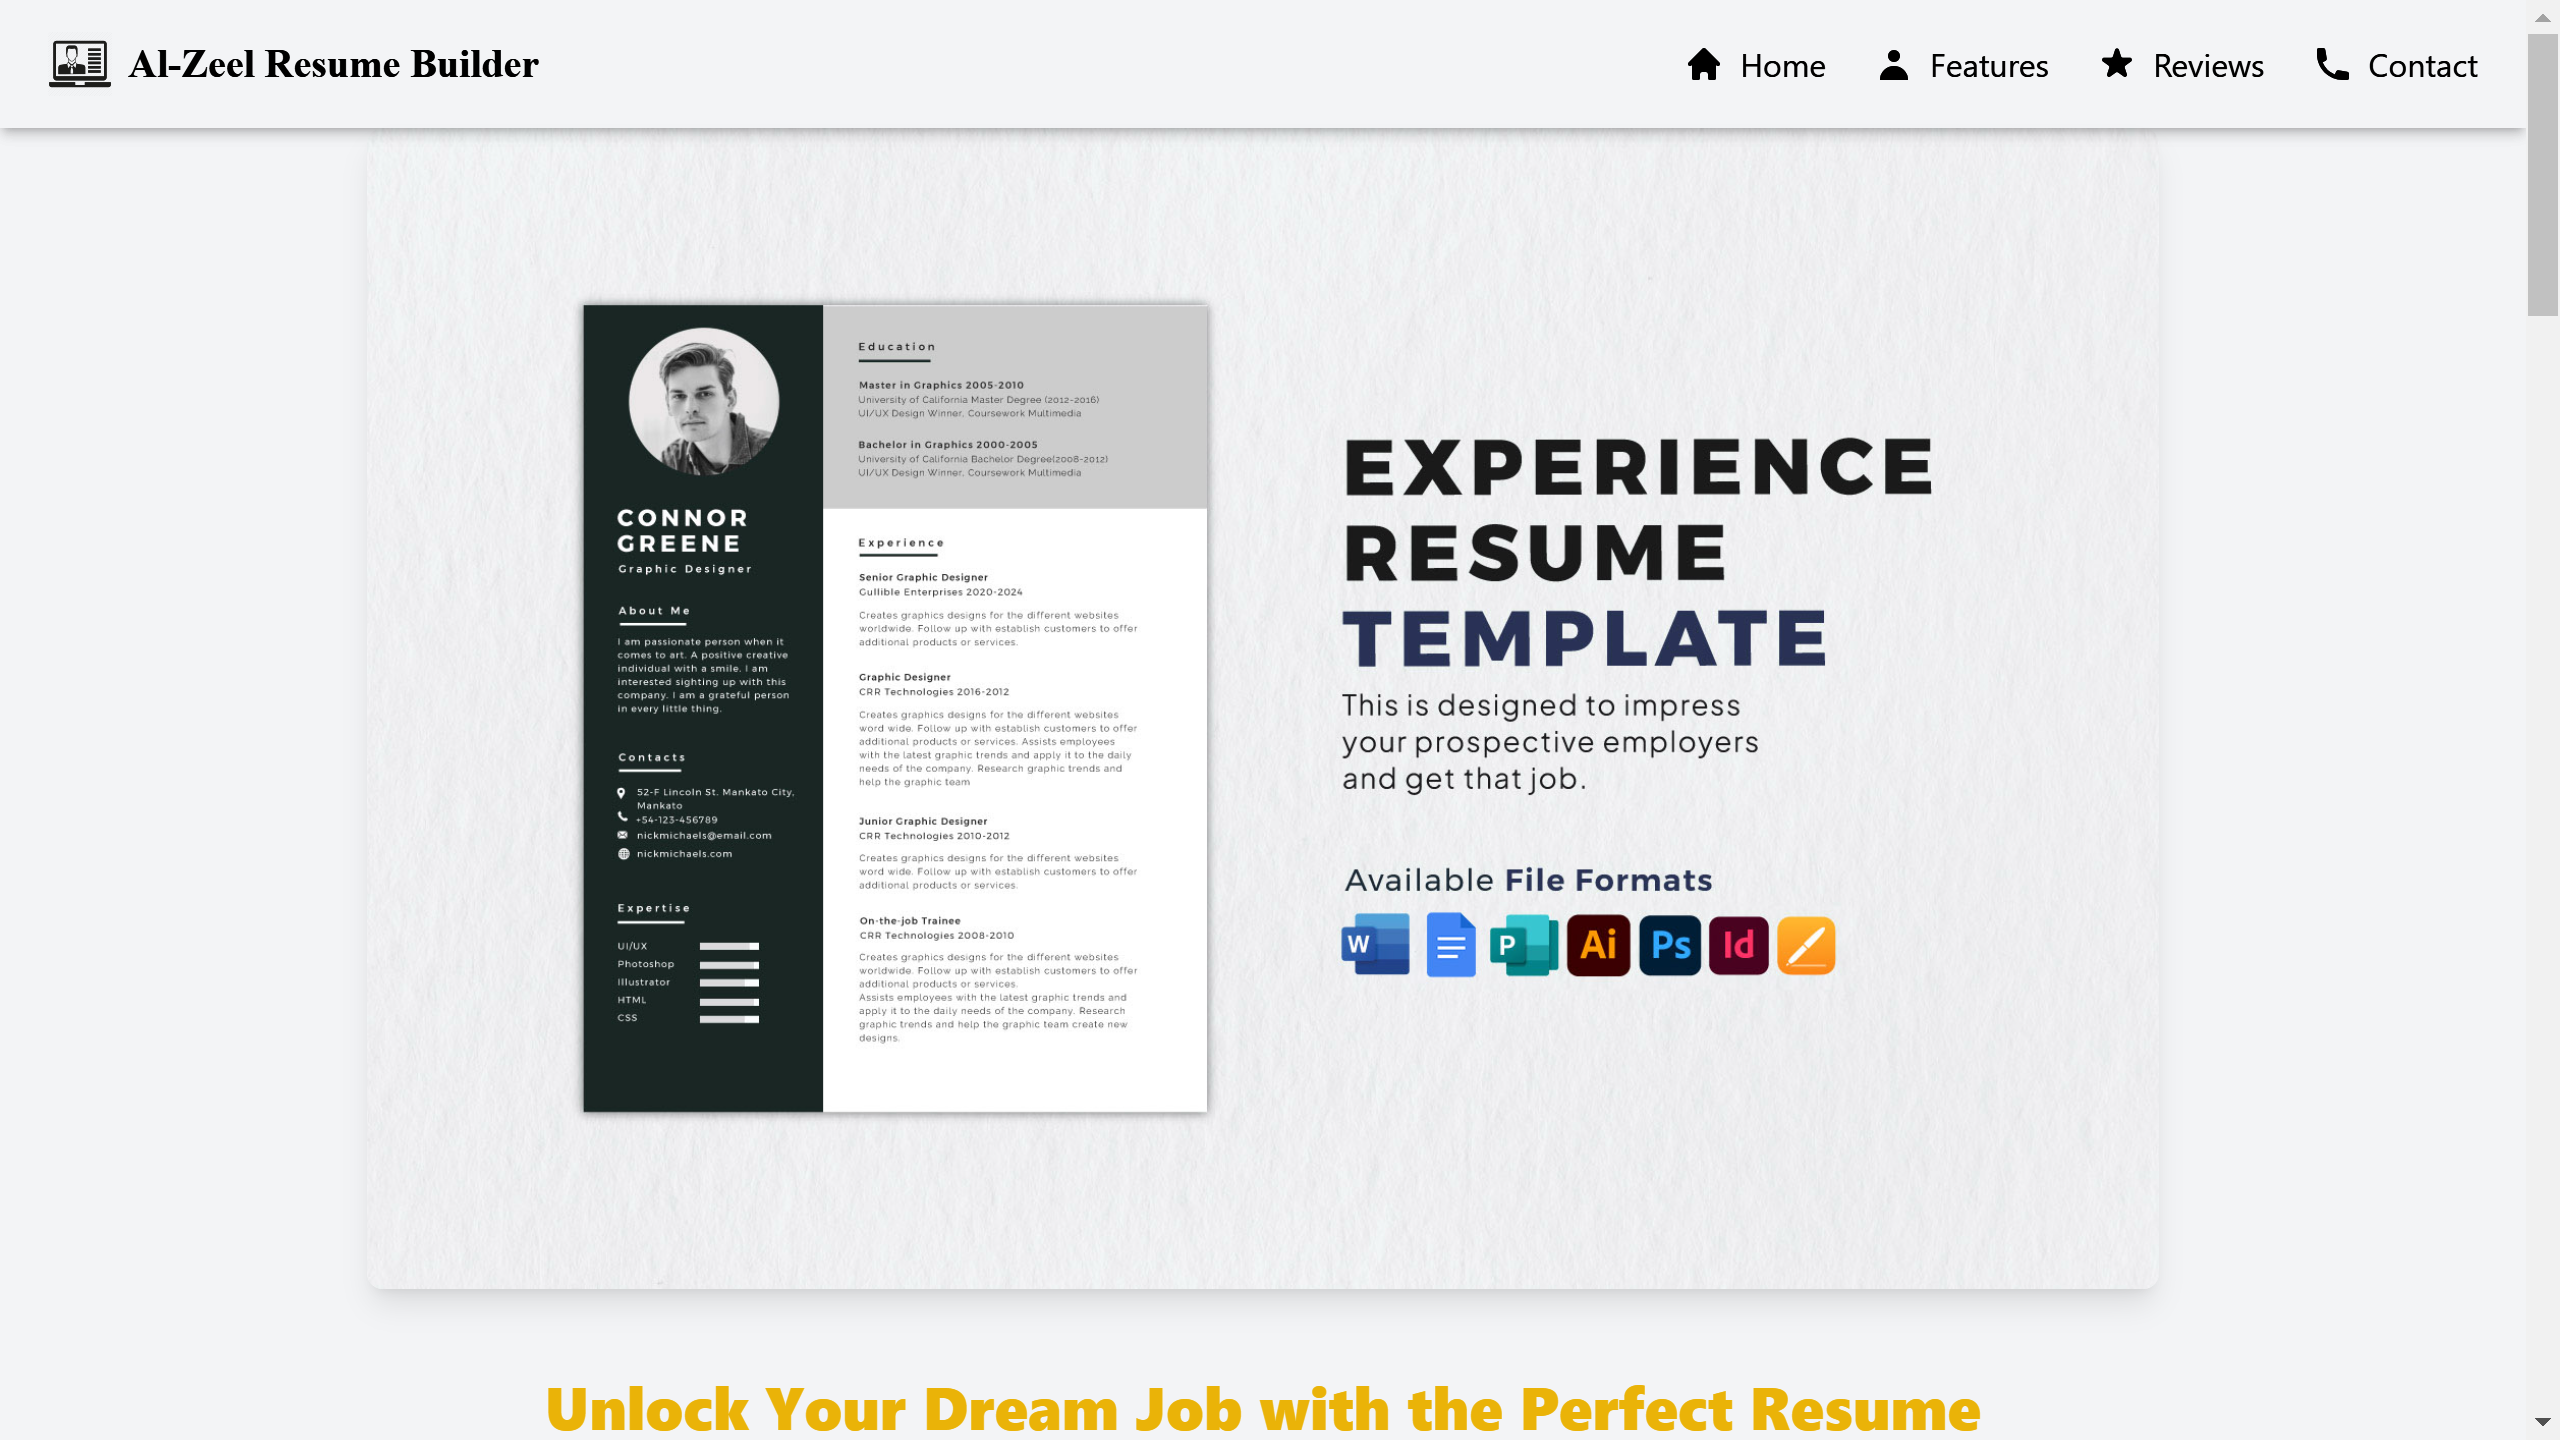 Al-Zeel Resume Builder
Home
Features
Reviews
Contact
CONNOR
GREENE
Graphic Designer
About Me
I am passionate person when it
comes to art. A positive creative
individual with a smile. I am
interested sighting up with this
company. I am a grateful person
in every little thing.
Contacts
52-F Lincoln St. Mankato City,
Mankato
+54-123-456789
nickmichaels@email.com
nickmichaels.com
Expertise
UI/UX
Photoshop
Illustrator
HTML
CSS
Education
Master in Graphics 2005-2010
University of California Master Degree (2012-2016)
UI/UX Design Winner, Coursework Multimedia
Bachelor in Graphics 2000-2005
University of California Bachelor Degree(2008-2012)
UI/UX Design Winner, Coursework Multimedia
Experience
Senior Graphic Designer
Gullible Enterprises 2020-2024
Creates graphics designs for the different websites
worldwide. Follow up with establish customers to offer
additional products or services.
Graphic Designer
CRR Technologies 2016-2012
Creates graphics designs for the different websites
word wide. Follow up with establish customers to offer
additional products or services. Assists employees
with the latest graphic trends and apply it to the daily
needs of the company. Research graphic trends and
help the graphic team
Junior Graphic Designer
CRR Technologies 2010-2012
Creates graphics designs for the different websites
word wide. Follow up with establish customers to offer
additional products or services.
On-the-job Trainee
CRR Technologies 2008-2010
Creates graphics designs for the different websites
worldwide. Follow up with establish customers to offer
additional products or services.
Assists employees with the latest graphic trends and
apply it to the daily needs of the company. Research
graphic trends and help the graphic team create new
designs.
EXPERIENCE
RESUME
TEMPLATE
This is designed to impress
your prospective employers
and get that job.
Available File Formats
W P Ai Ps Id
Unlock Your Dream Job with the Perfect Resume